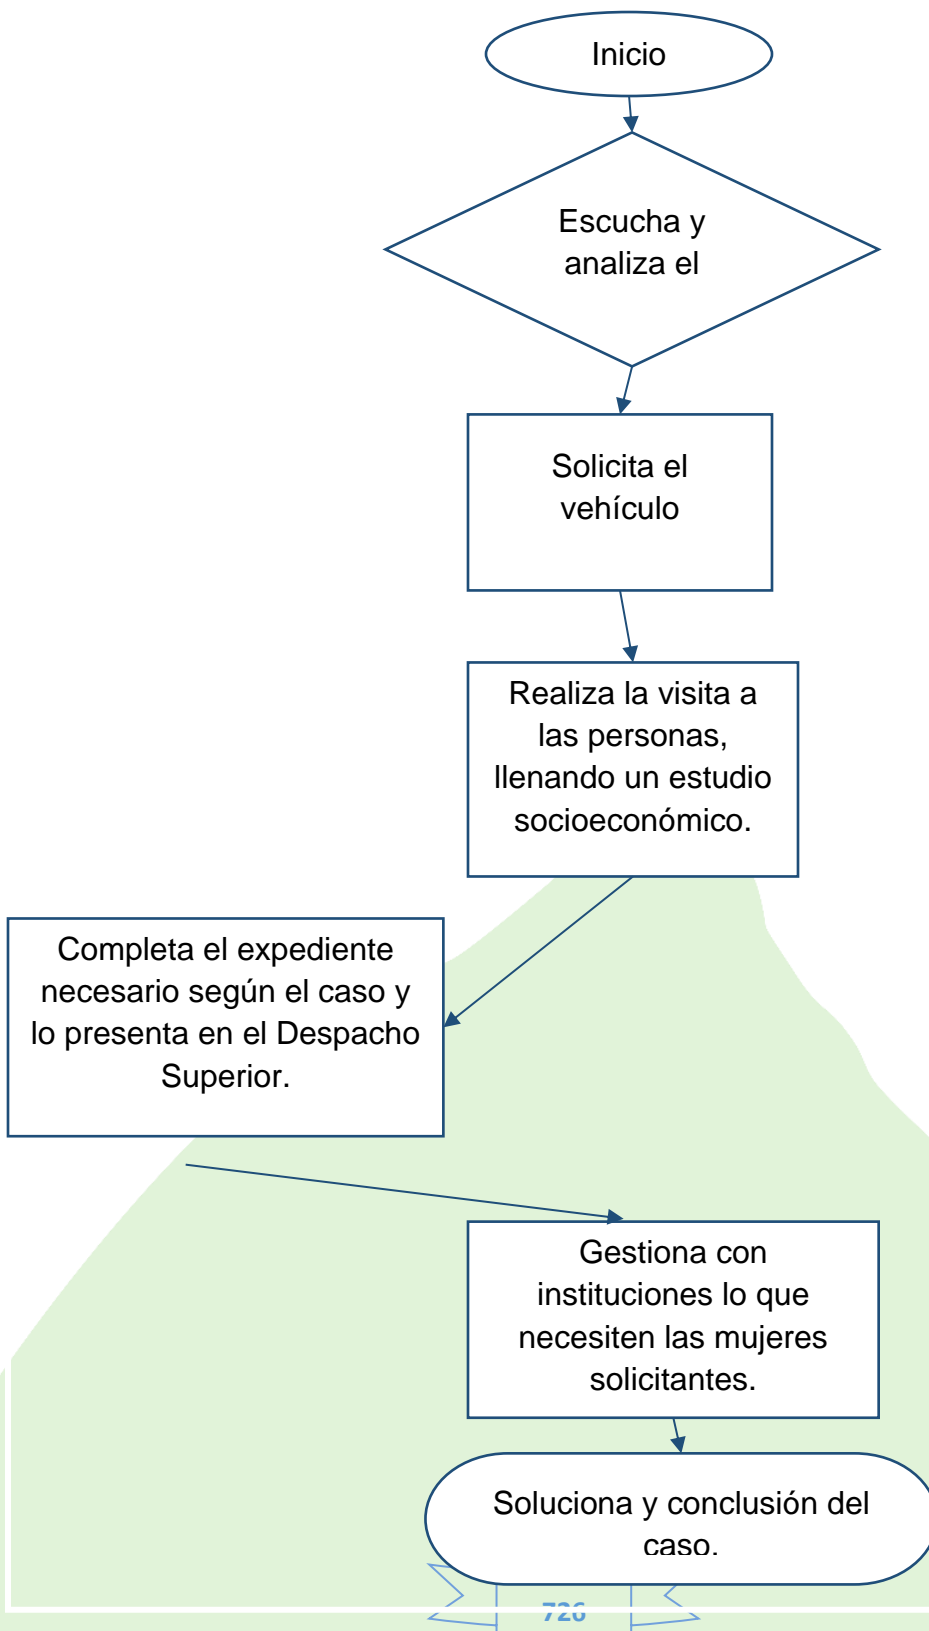 Inicio
Escucha y
analiza el
Solicita el
vehículo
Realiza la visita a
las personas,
llenando un estudio
socioeconómico.
Completa el expediente
necesario según el caso y
lo presenta en el Despacho
Superior.
Gestiona con
instituciones lo que
necesiten las mujeres
solicitantes.
Soluciona y conclusión del
caso.
726